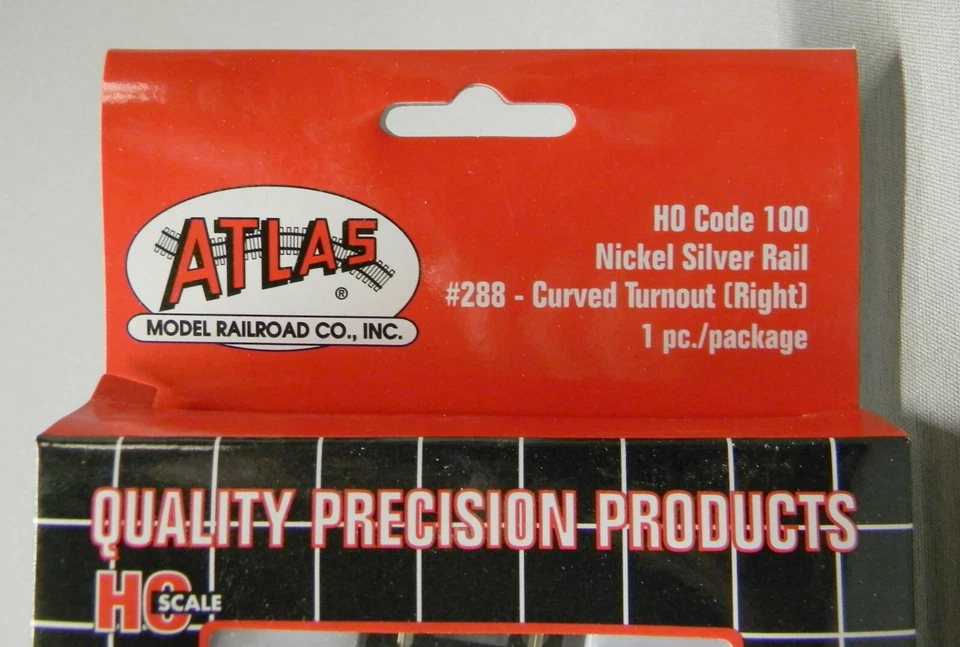 ATLAS
®
MODEL RAILROAD CO., INC.
HO Code 100
Nickel Silver Rail
#288 - Curved Turnout (Right)
1 pc./package
QUALITY PRECISION PRODUCTS
HO SCALE